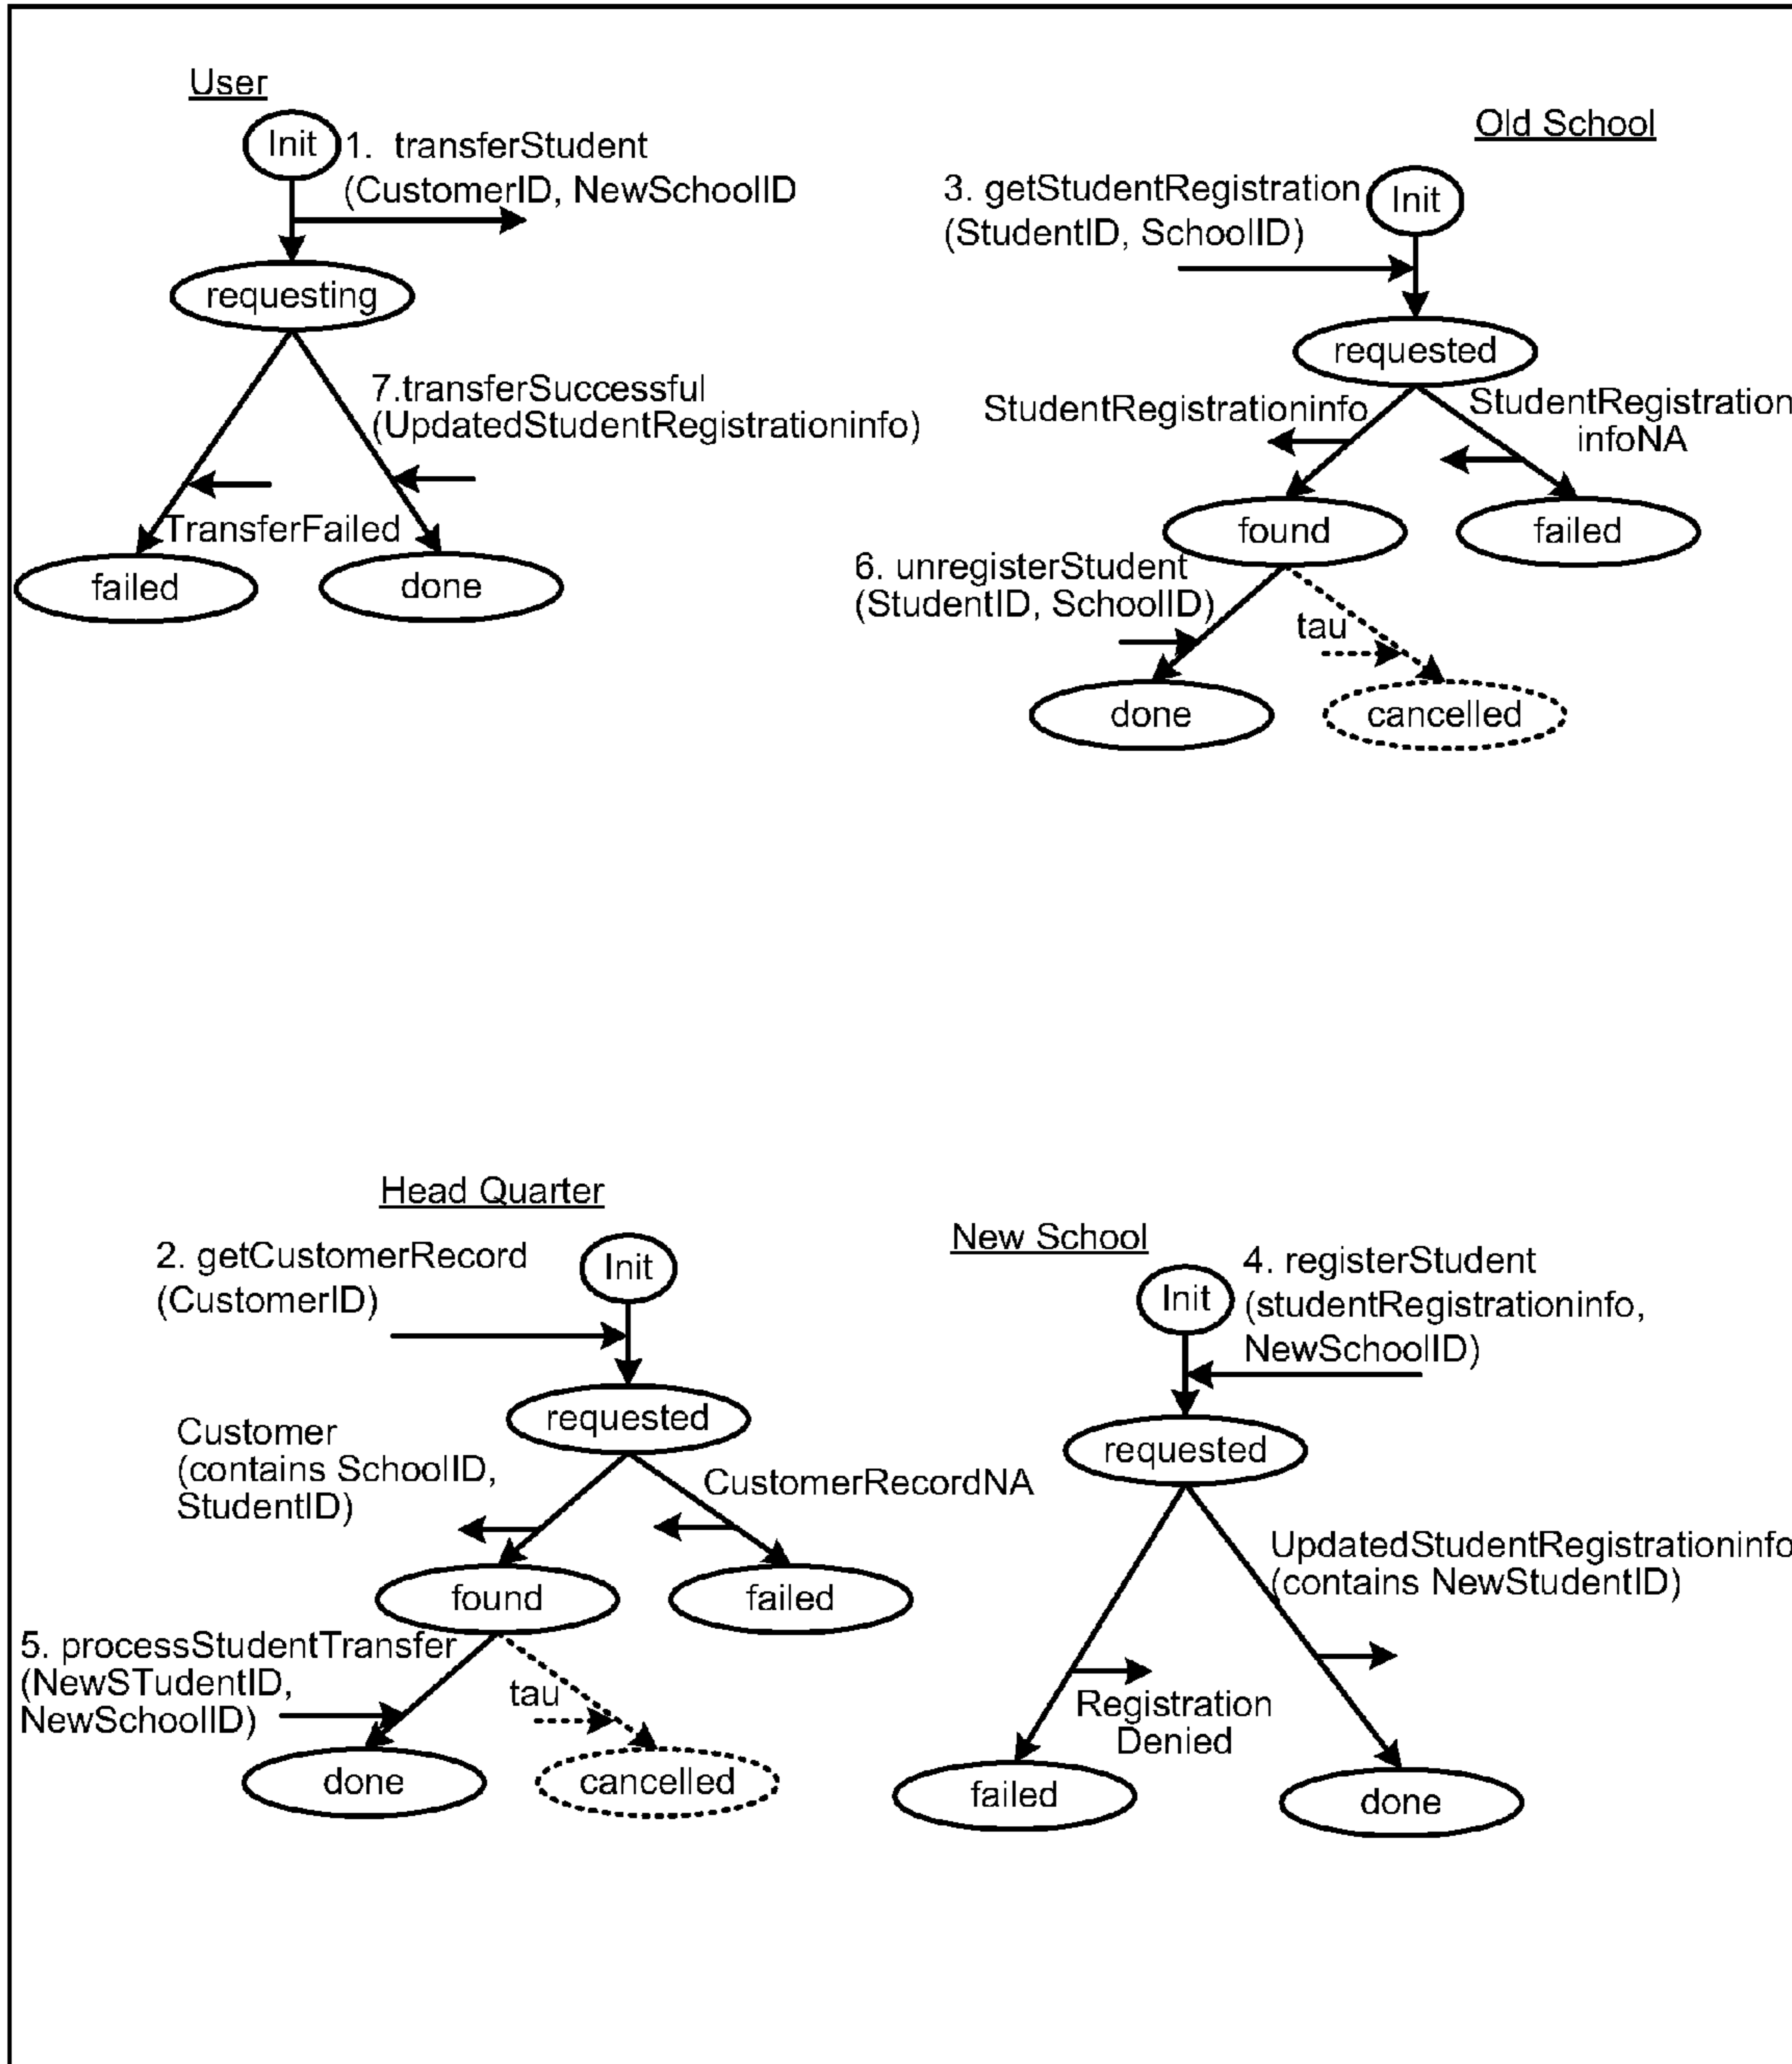 User
Init
1. transferStudent
(CustomerID, NewSchoolID
requesting
7.transferSuccessful
(UpdatedStudentRegistrationinfo)
TransferFailed
failed
done
Old School
3. getStudentRegistration
(StudentID, SchoolID)
Init
requested
StudentRegistrationinfo
StudentRegistration
infoNA
found
failed
6. unregisterStudent
(StudentID, SchoolID)
tau
done
cancelled
Head Quarter
2. getCustomerRecord
(CustomerID)
Init
requested
Customer
(contains SchoolID,
StudentID)
CustomerRecordNA
found
failed
5. processStudentTransfer
(NewSTudentID,
NewSchoolID)
tau
done
cancelled
New School
Init
4. registerStudent
(studentRegistrationinfo,
NewSchoolID)
requested
UpdatedStudentRegistrationinfo
(contains NewStudentID)
Registration
Denied
failed
done